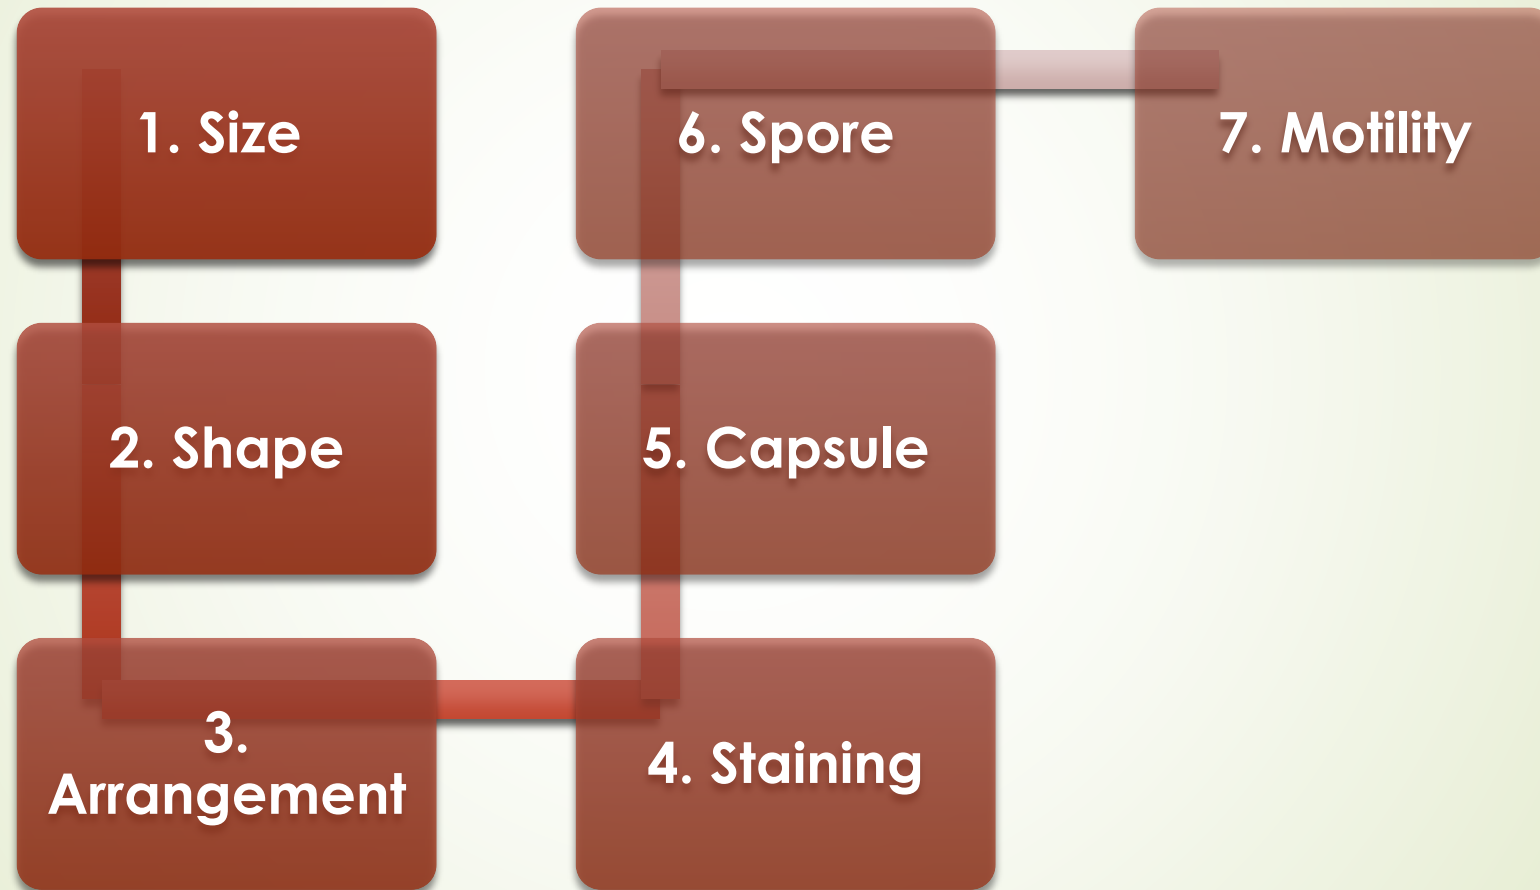 1. Size
2. Shape
3.
Arrangement
4. Staining
5. Capsule
6. Spore
7. Motility